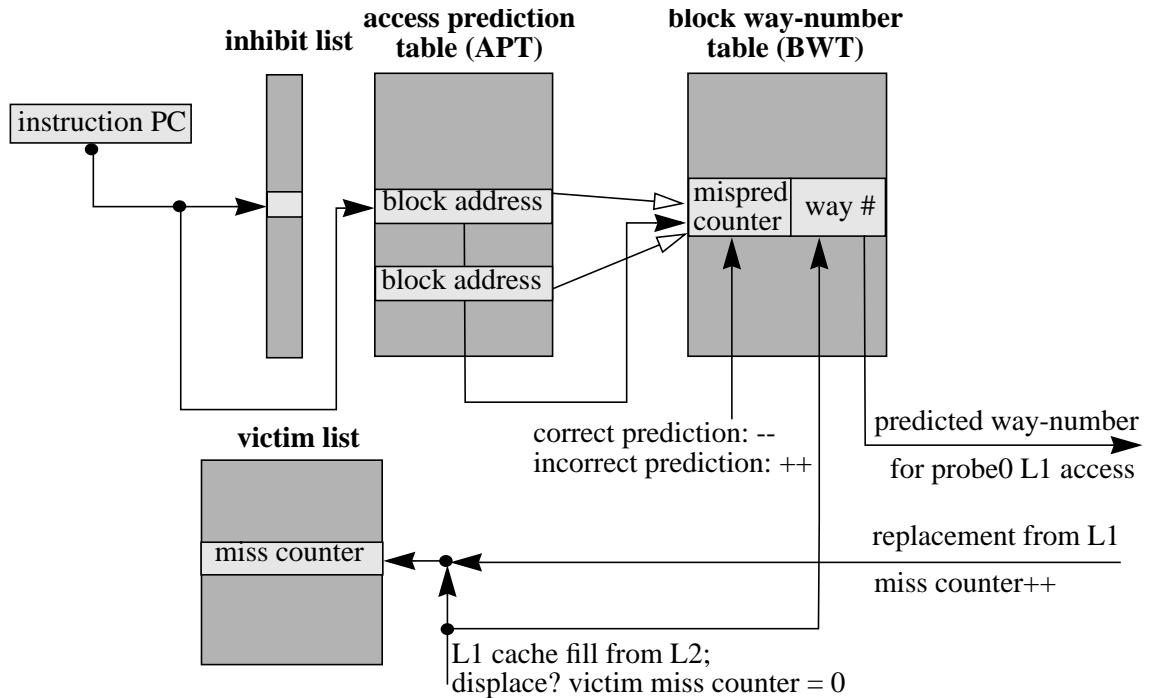 access prediction
table (APT)
block way-number
table (BWT)
inhibit list
instruction PC
block address
block address
mispred
counter
way #
correct prediction: --
incorrect prediction: ++
predicted way-number
for probe0 L1 access
victim list
miss counter
replacement from L1
miss counter++
L1 cache fill from L2;
displace? victim miss counter = 0